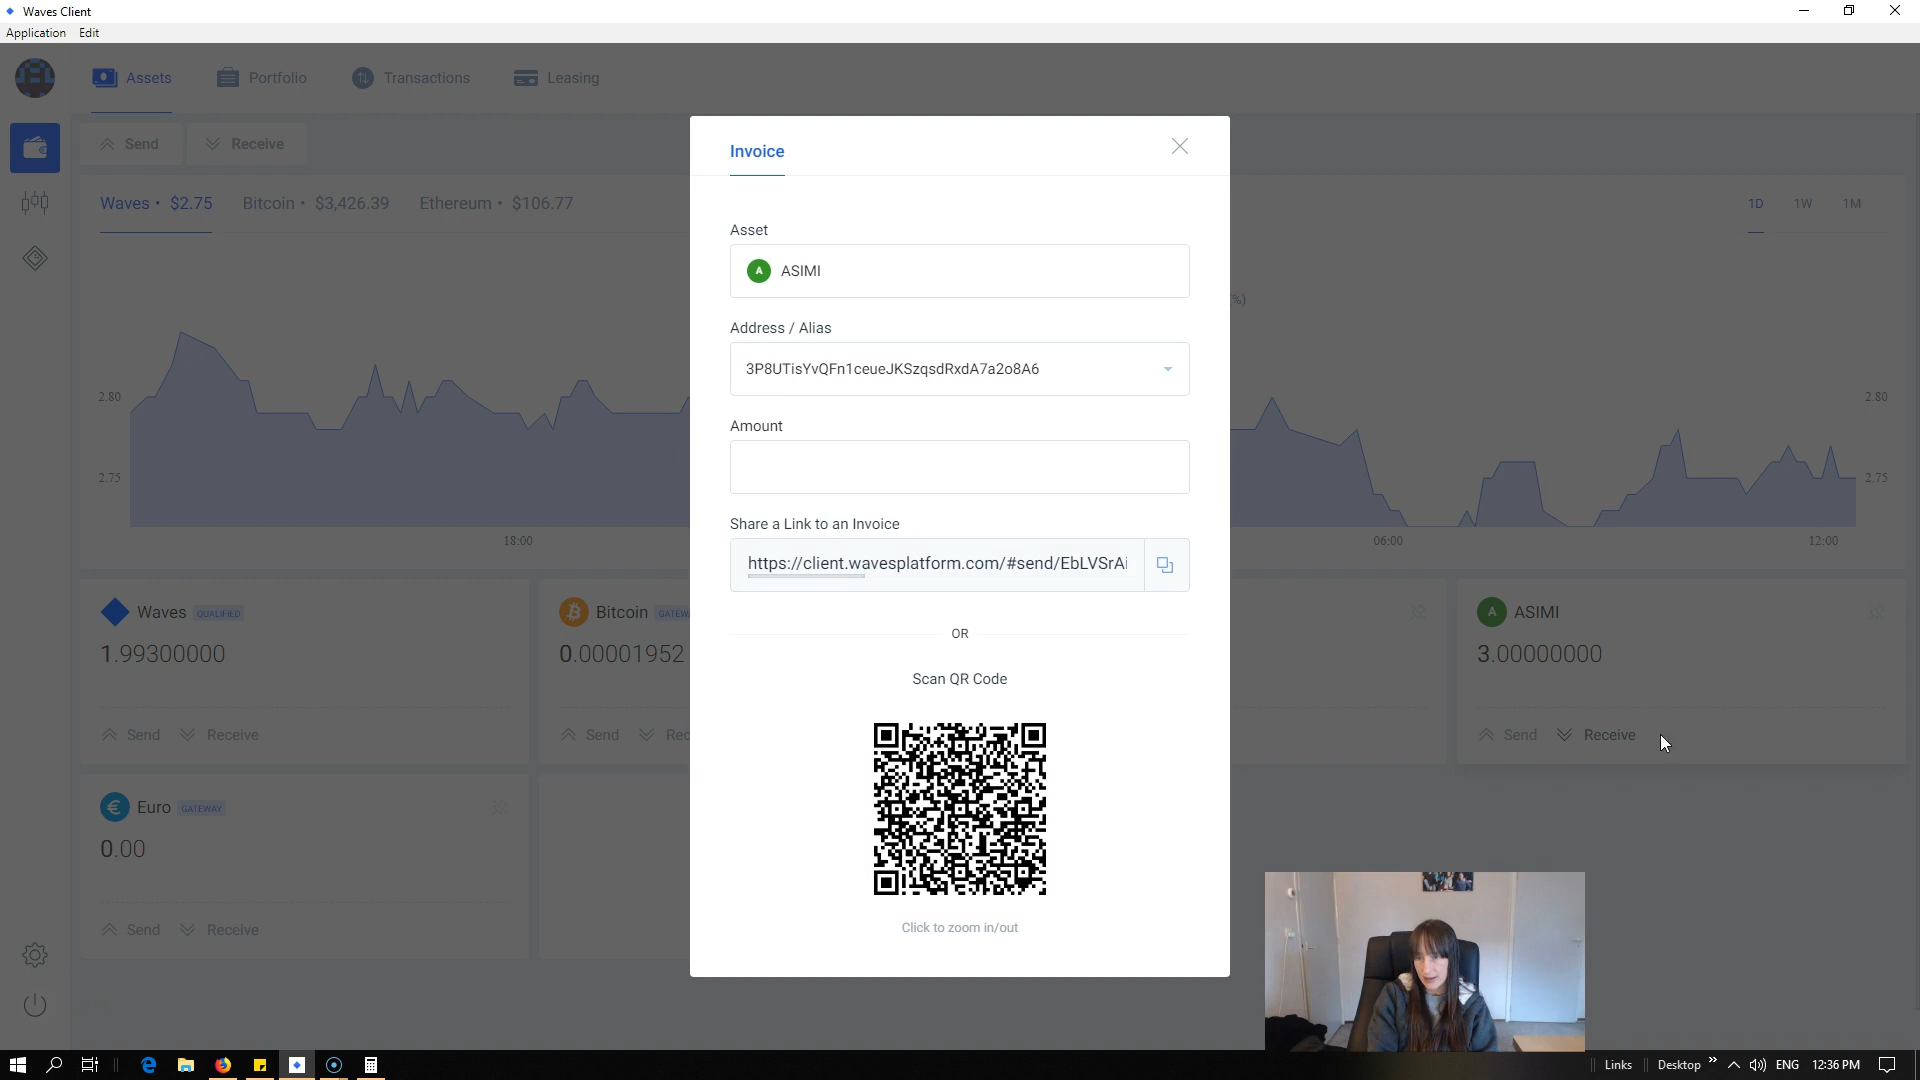 Waves Client
Application Edit
Assets Portfolio Transactions Leasing
Send Receive
Waves • $2.75 Bitcoin • $3,426.39 Ethereum • $106.77
1D 1W 1M
%)
2.80 2.80
2.75 2.75
18:00 06:00 12:00
Invoice
Asset
A ASIMI
Address / Alias
3P8UTisYvQFn1ceueJKSzqsdRxdA7a2o8A6
Amount
Share a Link to an Invoice
https://client.wavesplatform.com/#send/EbLVSrAi
OR
Scan QR Code
Click to zoom in/out
Waves QUALIFIED
1.99300000
Send Receive
Bitcoin GATEW
0.00001952
Send Rec
A ASIMI
3.00000000
Send Receive
Euro GATEWAY
0.00
Send Receive
Links Desktop ENG 12:36 PM